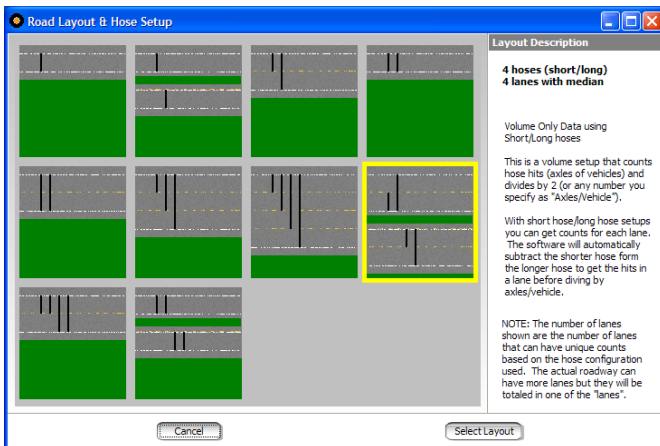 Road Layout & Hose Setup
Layout Description
4 hoses (short/long)
4 lanes with median
Volume Only Data using
Short/Long hoses
This is a volume setup that counts
hose hits (axles of vehicles) and
divides by 2 (or any number you
specify as "Axles/Vehicle").
With short hose/long hose setups
you can get counts for each lane.
The software will automatically
subtract the shorter hose form
the longer hose to get the hits in
a lane before diving by
axles/vehicle.
NOTE: The number of lanes
shown are the number of lanes
that can have unique counts
based on the hose configuration
used. The actual roadway can
have more lanes but they will be
totaled in one of the "lanes".
Cancel
Select Layout